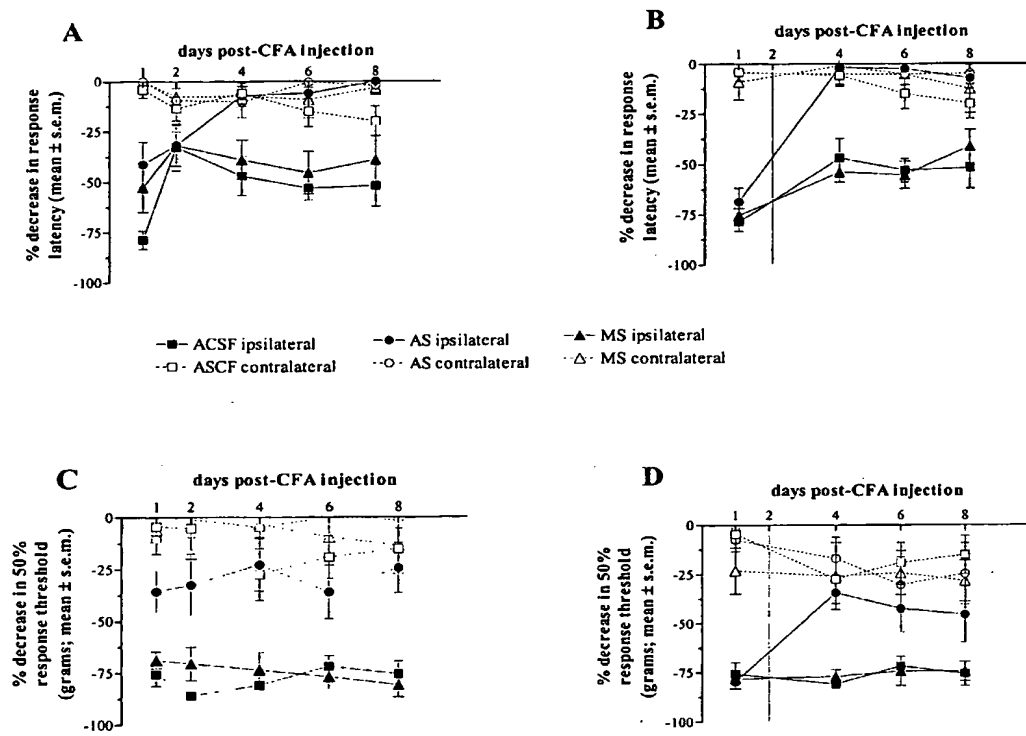 A
days post-CFA injection
1 2 4 6 8
0
-25
-50
-75
-100
% decrease in response
latency (mean ± s.e.m.)
B
days post-CFA injection
1 2 4 6 8
0
-25
-50
-75
-100
% decrease in response
latency (mean ± s.e.m.)
ACSF ipsilateral
AS ipsilateral
MS ipsilateral
ASCF contralateral
AS contralateral
MS contralateral
C
days post-CFA injection
1 2 4 6 8
0
-25
-50
-75
-100
% decrease in 50%
response threshold
(grams; mean ± s.e.m.)
D
days post-CFA injection
1 2 4 6 8
0
-25
-50
-75
-100
% decrease in 50%
response threshold
(grams; mean ± s.e.m.)